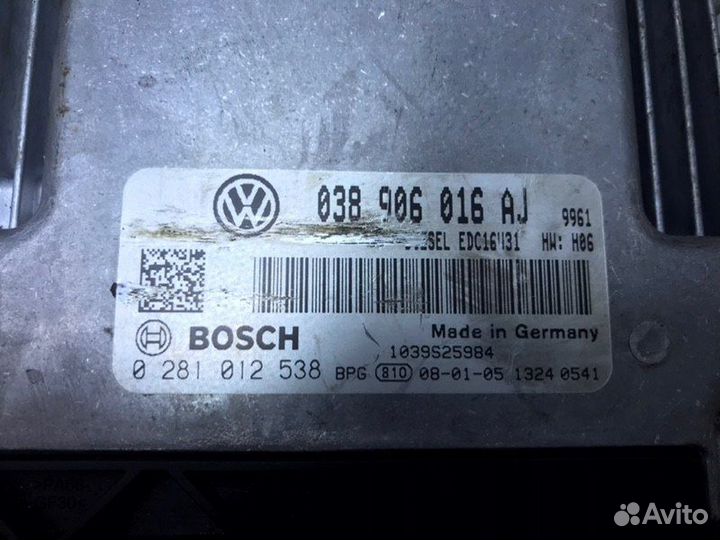 038 906 016 AJ 9961
EDC16U31 HW: H06
BOSCH
Made in Germany
1039S25984
0 281 012 538 BPG 810 08-01-05 1324 0541
Avito